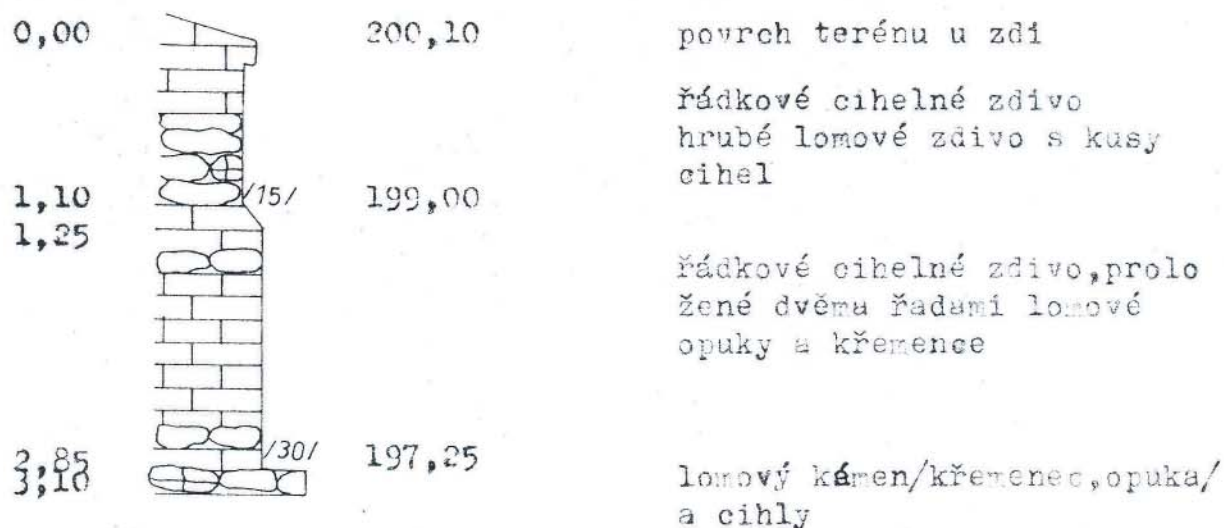 0,00 200,10 povrch terénu u zdi
řádkové cihelné zdivo
hrubé lomové zdivo s kusy
cihel
1,10 /15/ 199,00
1,25
řádkové cihelné zdivo,prolo
žené dvěma řadami lomové
opuky a křemence
2,85 /30/ 197,25
3,10
lomový kámen/křemenec,opuka/
a cihly